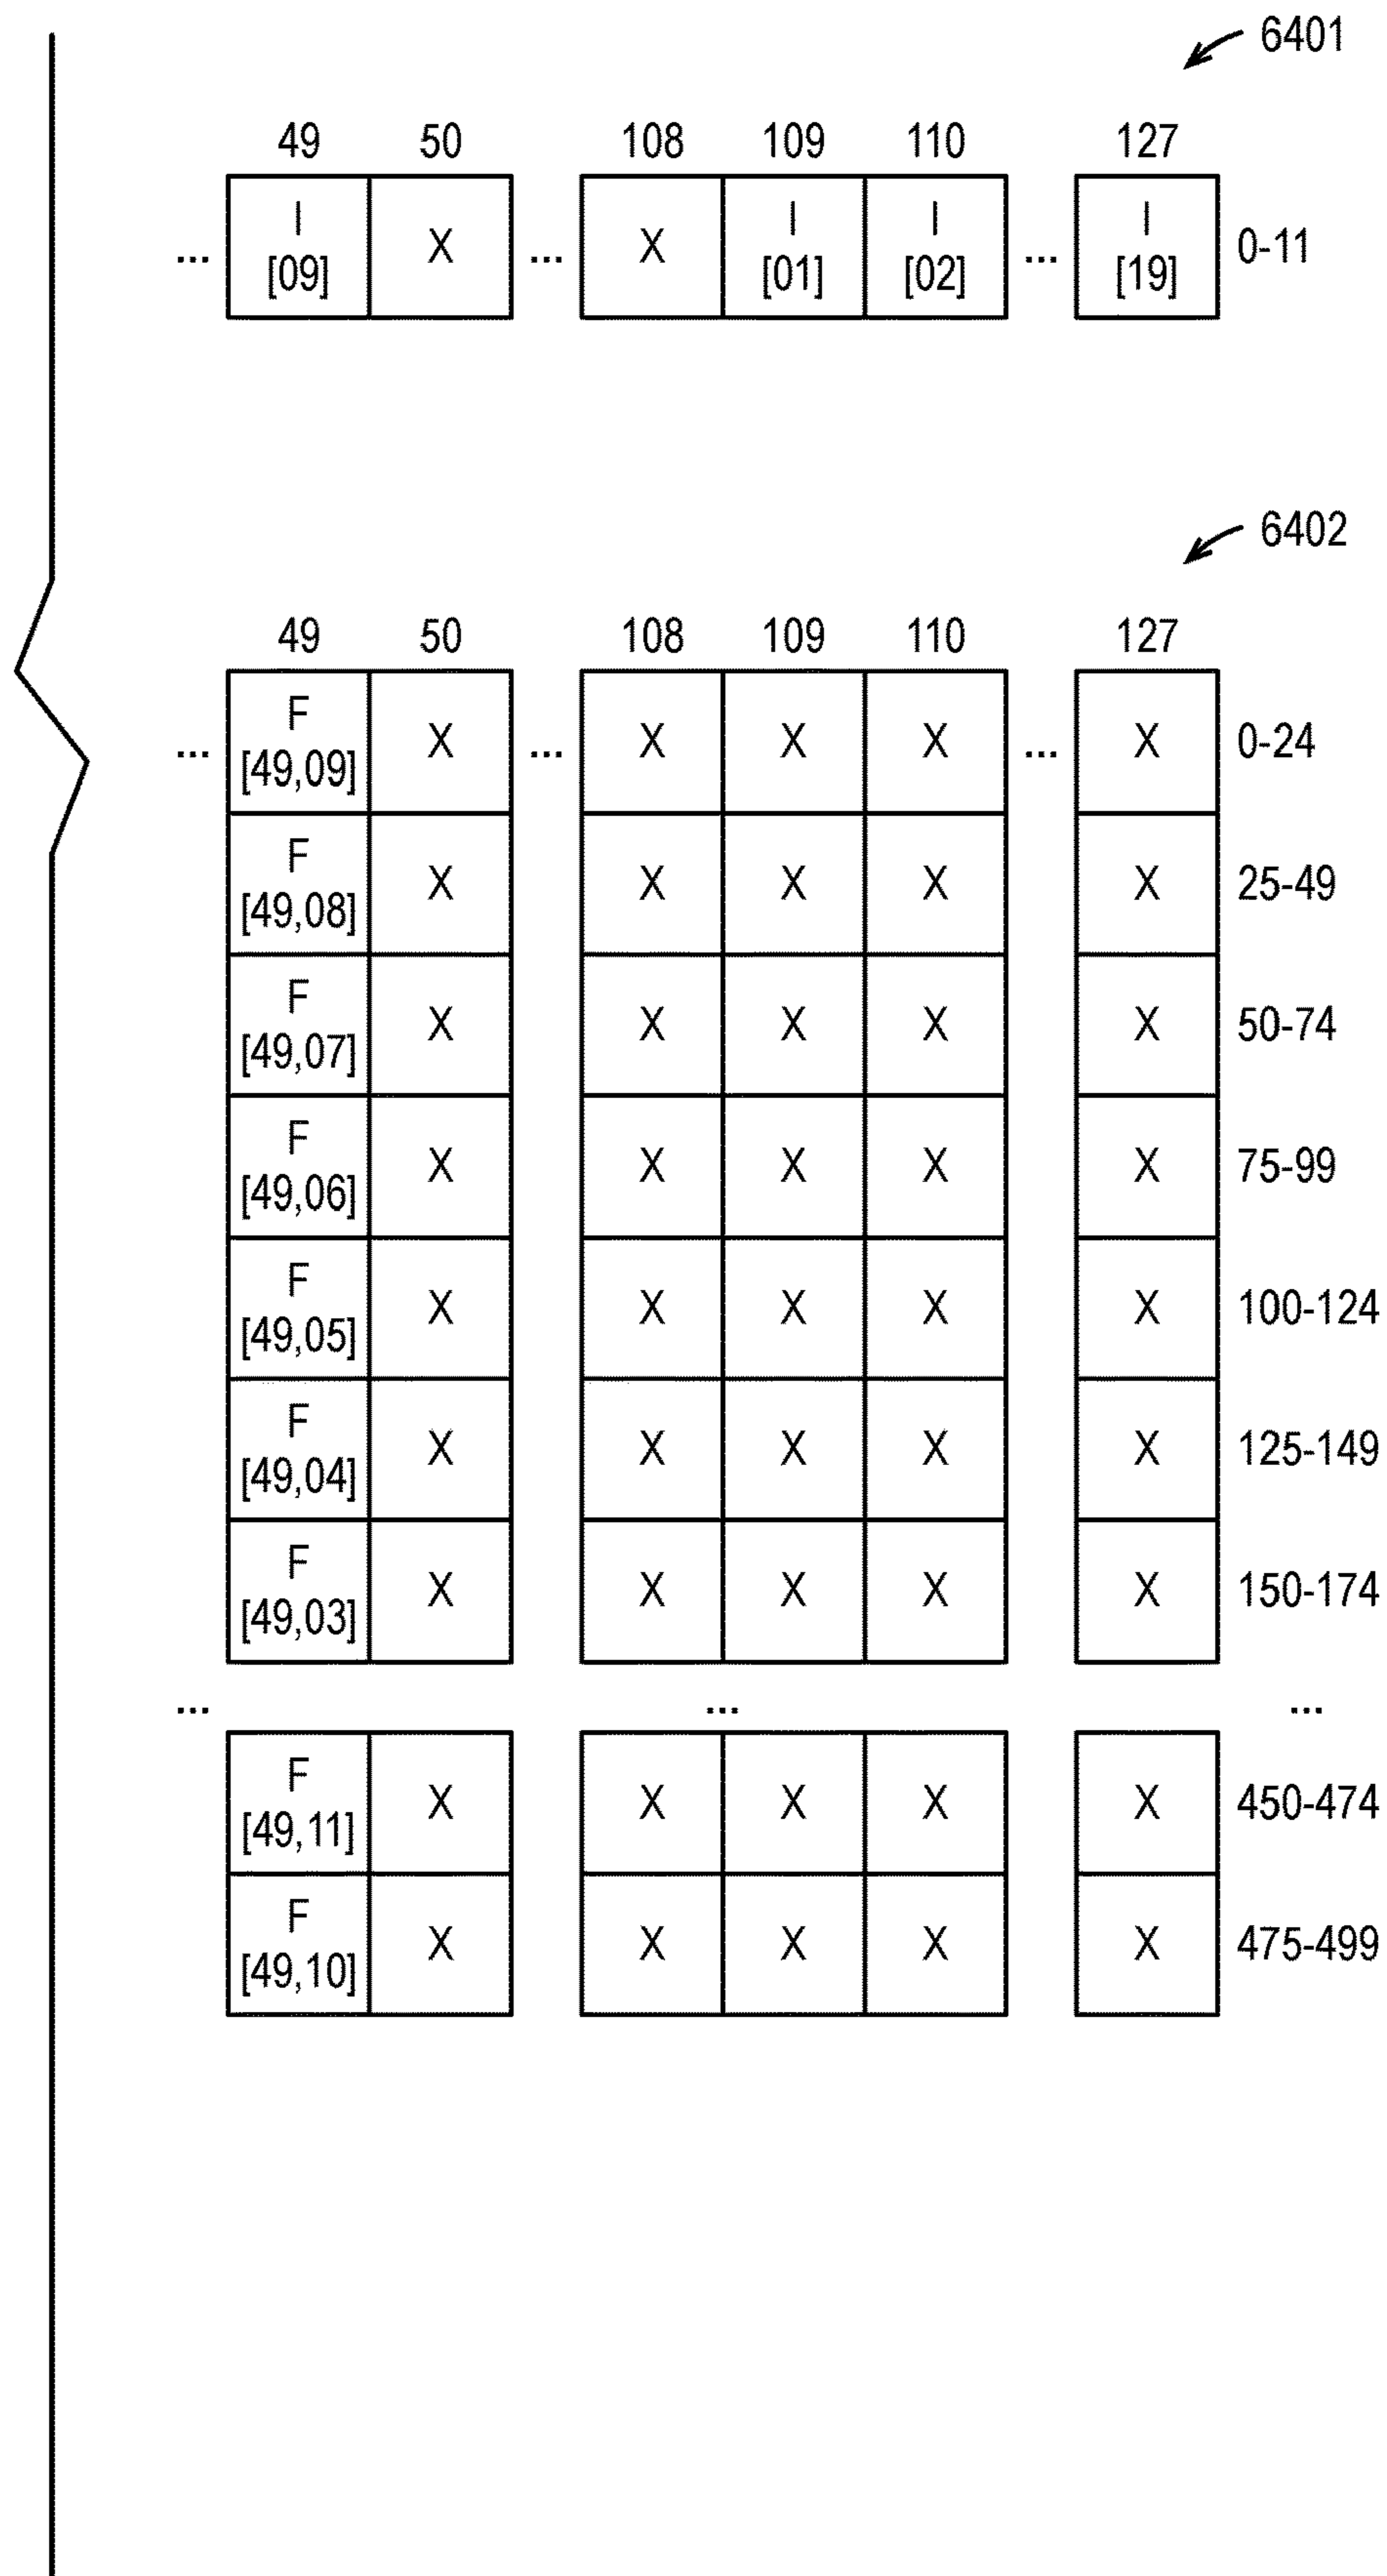 6401
49 50 108 109 110 127
I I I I
... X ... X ... 0-11
[09] [01] [02] [19]
6402
49 50 108 109 110 127
F
... X ... X X X ... X 0-24
[49,09]
F
X X X X X 25-49
[49,08]
F
X X X X X 50-74
[49,07]
F
X X X X X 75-99
[49,06]
F
X X X X X 100-124
[49,05]
F
X X X X X 125-149
[49,04]
F
X X X X X 150-174
[49,03]
... ... ...
F
X X X X X 450-474
[49,11]
F
X X X X X 475-499
[49,10]